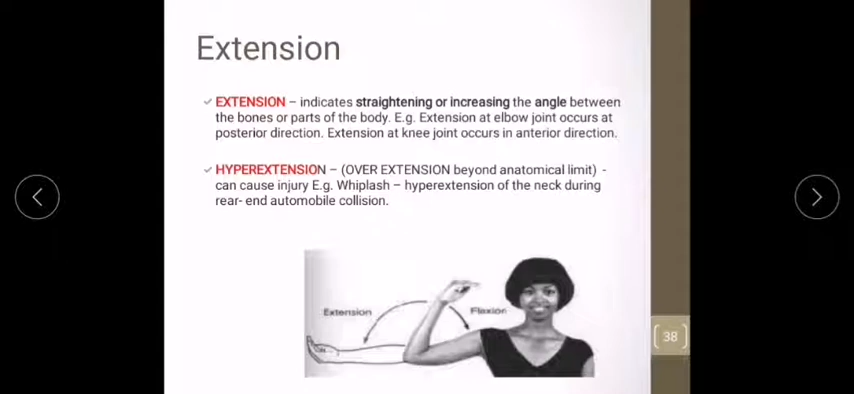 Extension
✓ EXTENSION – indicates straightening or increasing the angle between
the bones or parts of the body. E.g. Extension at elbow joint occurs at
posterior direction. Extension at knee joint occurs in anterior direction.
✓ HYPEREXTENSION – (OVER EXTENSION beyond anatomical limit) -
can cause injury E.g. Whiplash – hyperextension of the neck during
rear- end automobile collision.
Extension
Flexion
38